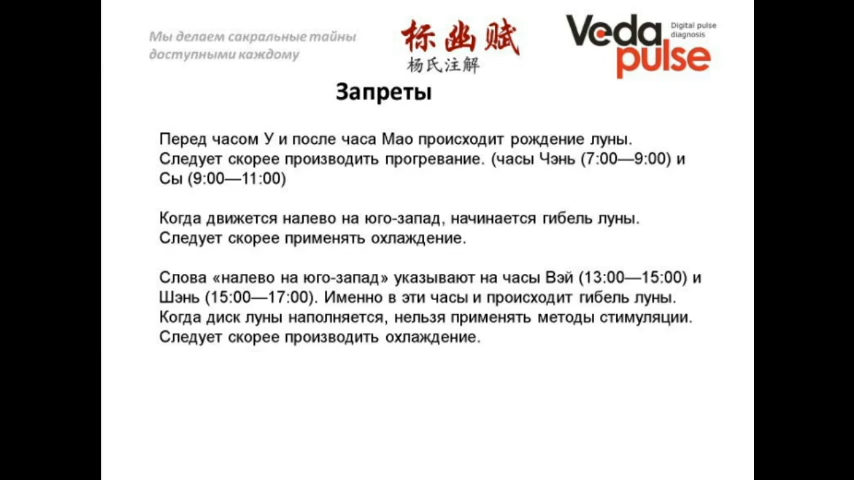 Мы делаем сакральные тайны
доступными каждому
标幽赋
杨氏注解
Veda
pulse
Digital pulse
diagnosis
Запреты
Перед часом У и после часа Мао происходит рождение луны.
Следует скорее производить прогревание. (часы Чэнь (7:00—9:00) и
Сы (9:00—11:00)
Когда движется налево на юго-запад, начинается гибель луны.
Следует скорее применять охлаждение.
Слова «налево на юго-запад» указывают на часы Вэй (13:00—15:00) и
Шэнь (15:00—17:00). Именно в эти часы и происходит гибель луны.
Когда диск луны наполняется, нельзя применять методы стимуляции.
Следует скорее производить охлаждение.